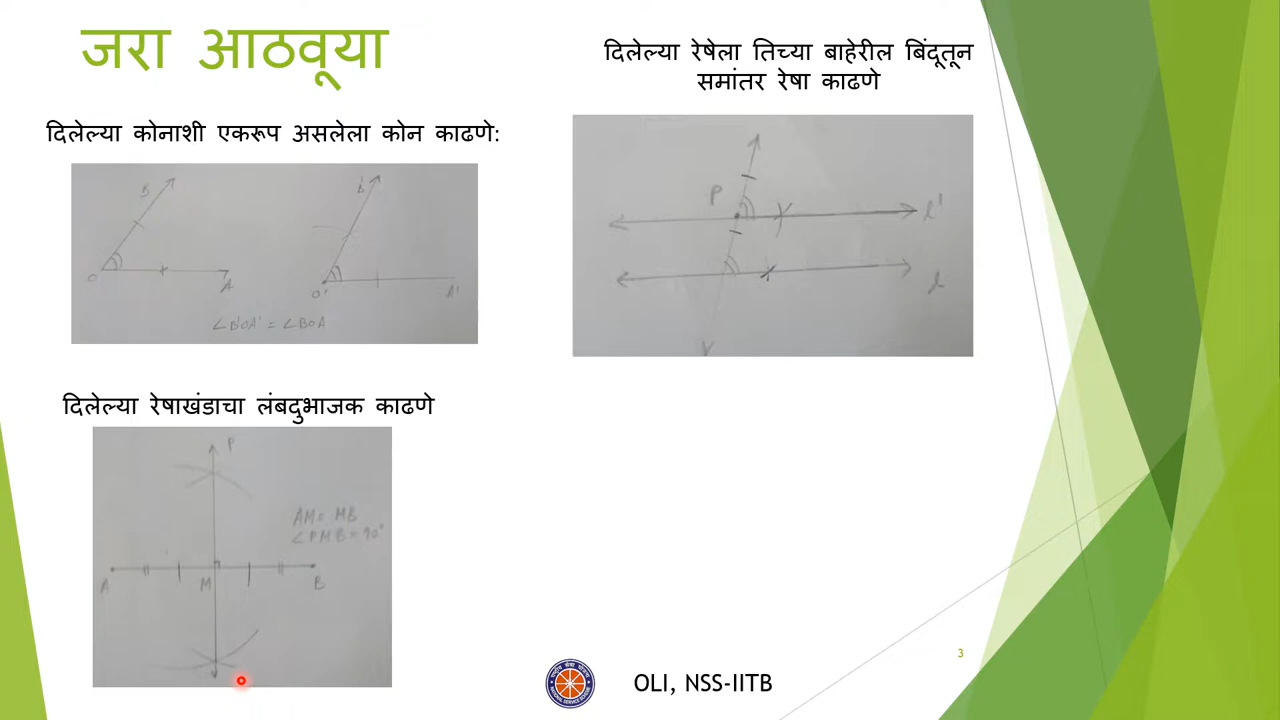 जरा आठवूया
दिलेल्या कोनाशी एकरूप असलेला कोन काढणे:
B
O
A
B'
O'
A'
∠B'OA' = ∠BOA
दिलेल्या रेषाखंडाचा लंबदुभाजक काढणे
P
AM = MB
∠PMB = 90°
A
M
B
दिलेल्या रेषेला तिच्या बाहेरील बिंदूतून
समांतर रेषा काढणे
P
l'
l
3
OLI, NSS-IITB